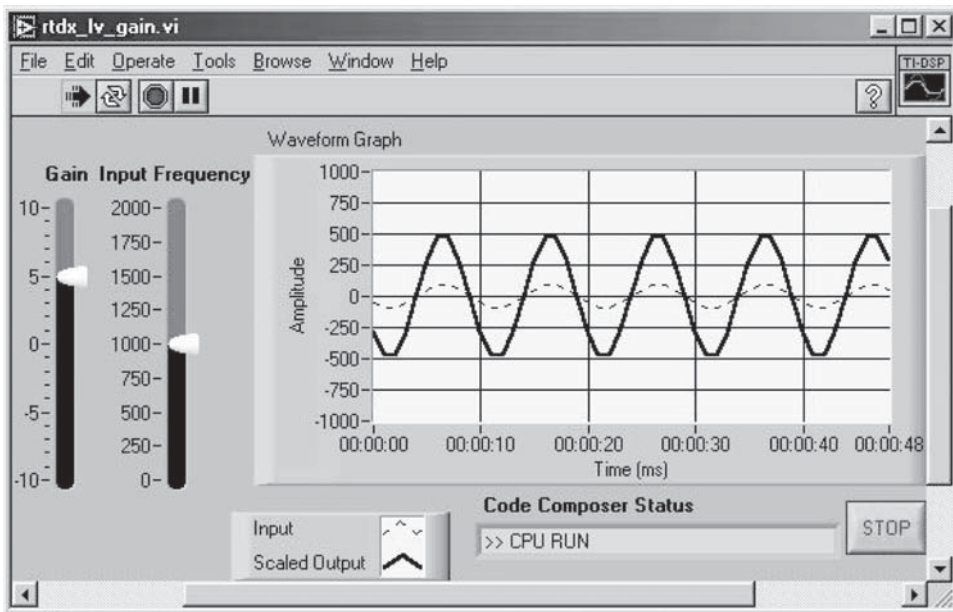 rtdx_lv_gain.vi
File Edit Operate Tools Browse Window Help
TI-DSP
Waveform Graph
Gain Input Frequency
10-
5-
0-
-5-
-10-
2000-
1750-
1500-
1250-
1000-
750-
500-
250-
0-
Amplitude
1000-
750-
500-
250-
0-
-250-
-500-
-750-
-1000-
00:00:00 00:00:10 00:00:20 00:00:30 00:00:40 00:00:48
Time (ms)
Input
Scaled Output
Code Composer Status
>> CPU RUN
STOP